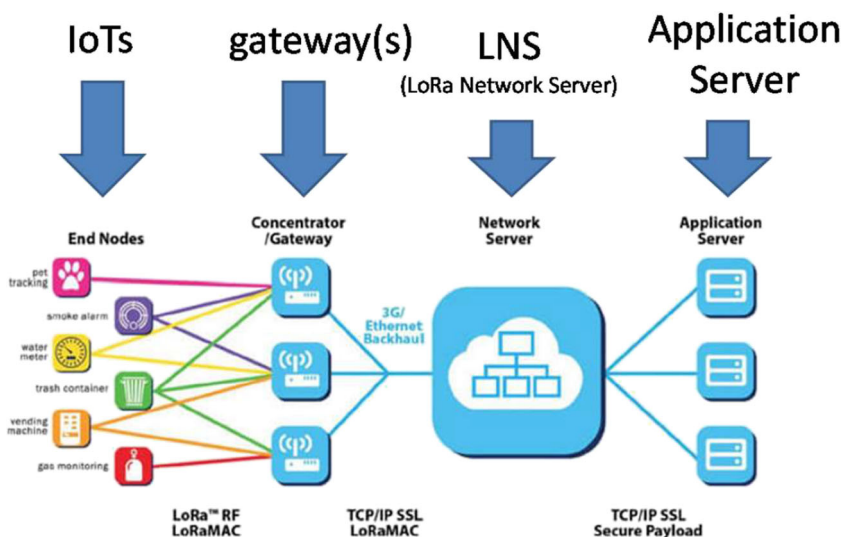 IoTs
gateway(s)
LNS
(LoRa Network Server)
Application
Server
End Nodes
Concentrator
/Gateway
Network
Server
Application
Server
pet
tracking
smoke alarm
water
meter
trash container
vending
machine
gas monitoring
3G/
Ethernet
Backhaul
LoRa™ RF
LoRaMAC
TCP/IP SSL
LoRaMAC
TCP/IP SSL
Secure Payload